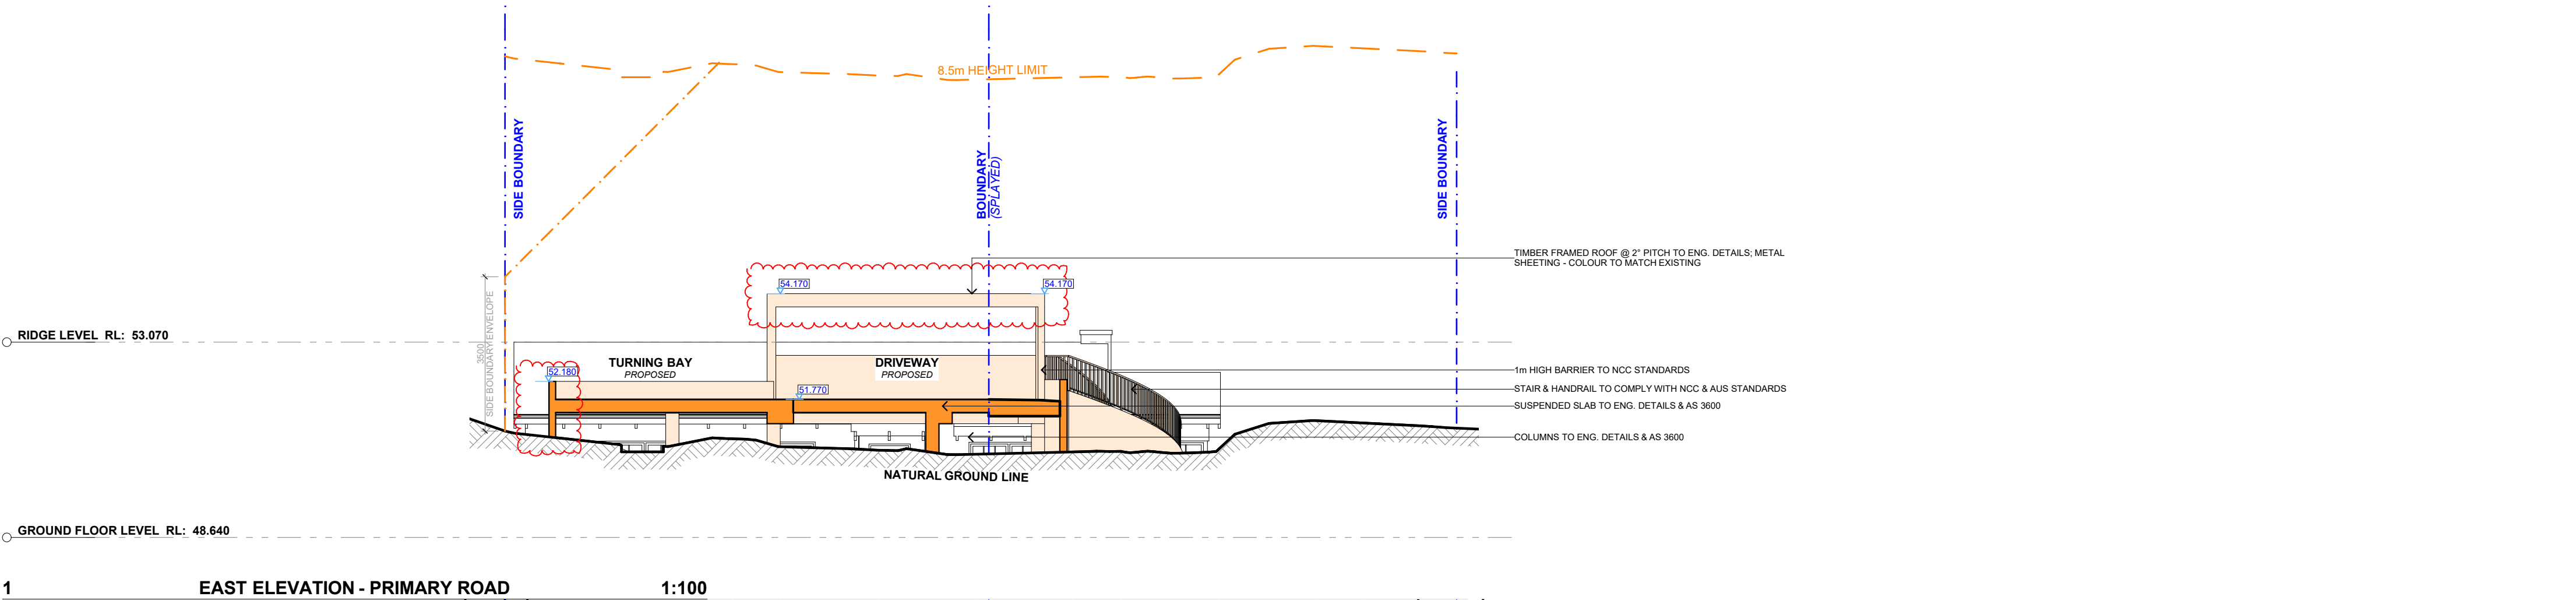 8.5m HEIGHT LIMIT
SIDE BOUNDARY
BOUNDARY
(SPLAYED)
SIDE BOUNDARY
TIMBER FRAMED ROOF @ 2° PITCH TO ENG. DETAILS; METAL
SHEETING - COLOUR TO MATCH EXISTING
54.170
54.170
3500
SIDE BOUNDARY ENVELOPE
RIDGE LEVEL RL: 53.070
TURNING BAY
PROPOSED
DRIVEWAY
PROPOSED
52.180
51.770
1m HIGH BARRIER TO NCC STANDARDS
STAIR & HANDRAIL TO COMPLY WITH NCC & AUS STANDARDS
SUSPENDED SLAB TO ENG. DETAILS & AS 3600
COLUMNS TO ENG. DETAILS & AS 3600
NATURAL GROUND LINE
GROUND FLOOR LEVEL RL: 48.640
1 EAST ELEVATION - PRIMARY ROAD 1:100